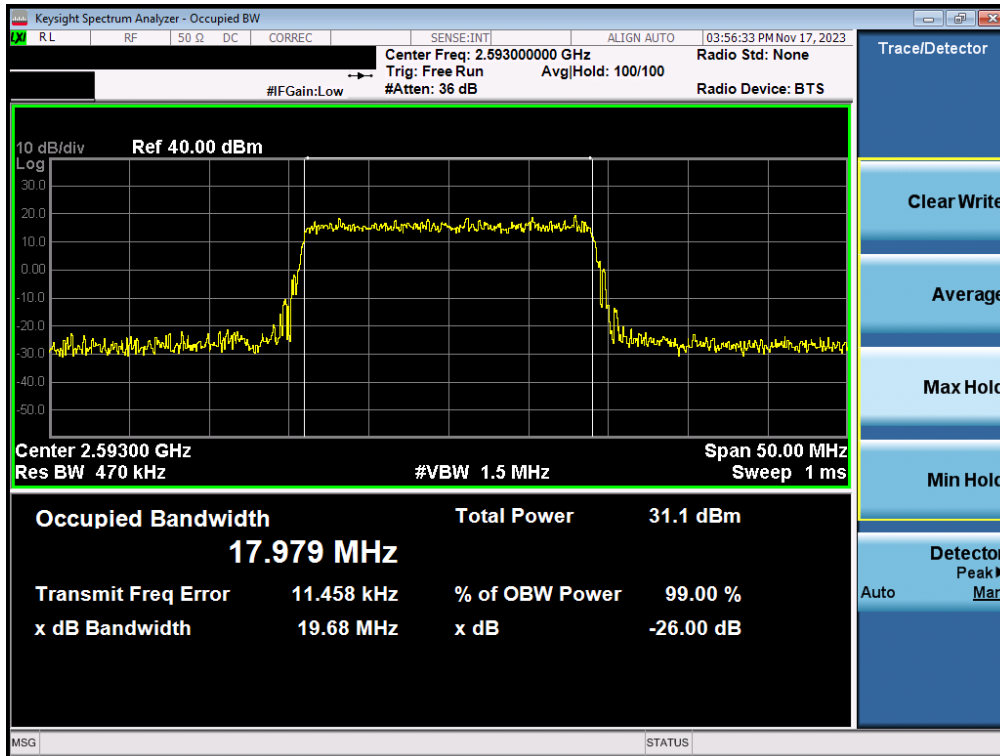 Keysight Spectrum Analyzer - Occupied BW
LXI RL RF 50 Ω DC CORREC SENSE:INT ALIGN AUTO 03:56:33 PM Nov 17, 2023
Center Freq: 2.593000000 GHz Radio Std: None
Trig: Free Run Avg|Hold: 100/100
#IFGain:Low #Atten: 36 dB Radio Device: BTS
Trace/Detector
10 dB/div Ref 40.00 dBm
Log
30.0
20.0
10.0
0.00
-10.0
-20.0
-30.0
-40.0
-50.0
Center 2.59300 GHz Span 50.00 MHz
Res BW 470 kHz #VBW 1.5 MHz Sweep 1 ms
Occupied Bandwidth Total Power 31.1 dBm
17.979 MHz
Transmit Freq Error 11.458 kHz % of OBW Power 99.00 %
x dB Bandwidth 19.68 MHz x dB -26.00 dB
Clear Write
Average
Max Hold
Min Hold
Detector
Peak
Auto Man
MSG STATUS